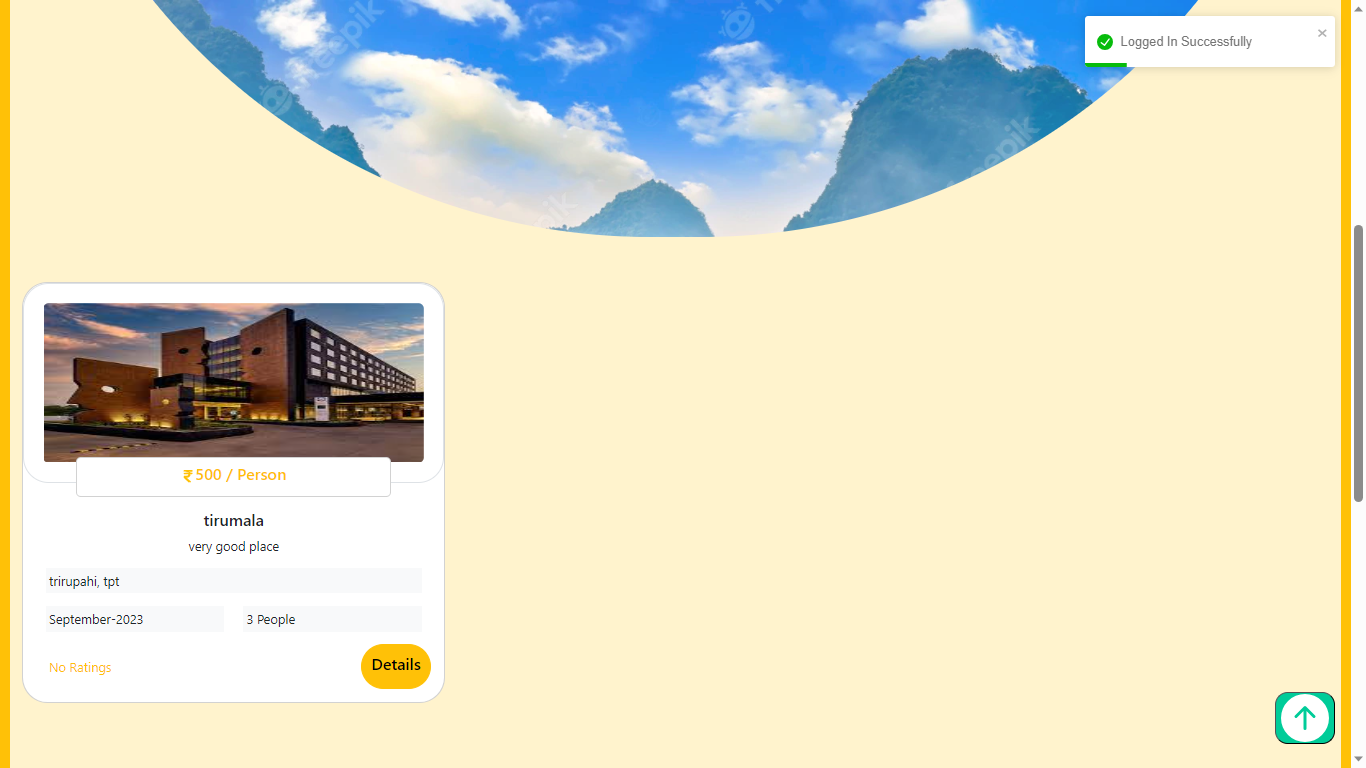 Logged In Successfully
₹ 500 / Person
tirumala
very good place
trirupahi, tpt
September-2023
3 People
No Ratings
Details